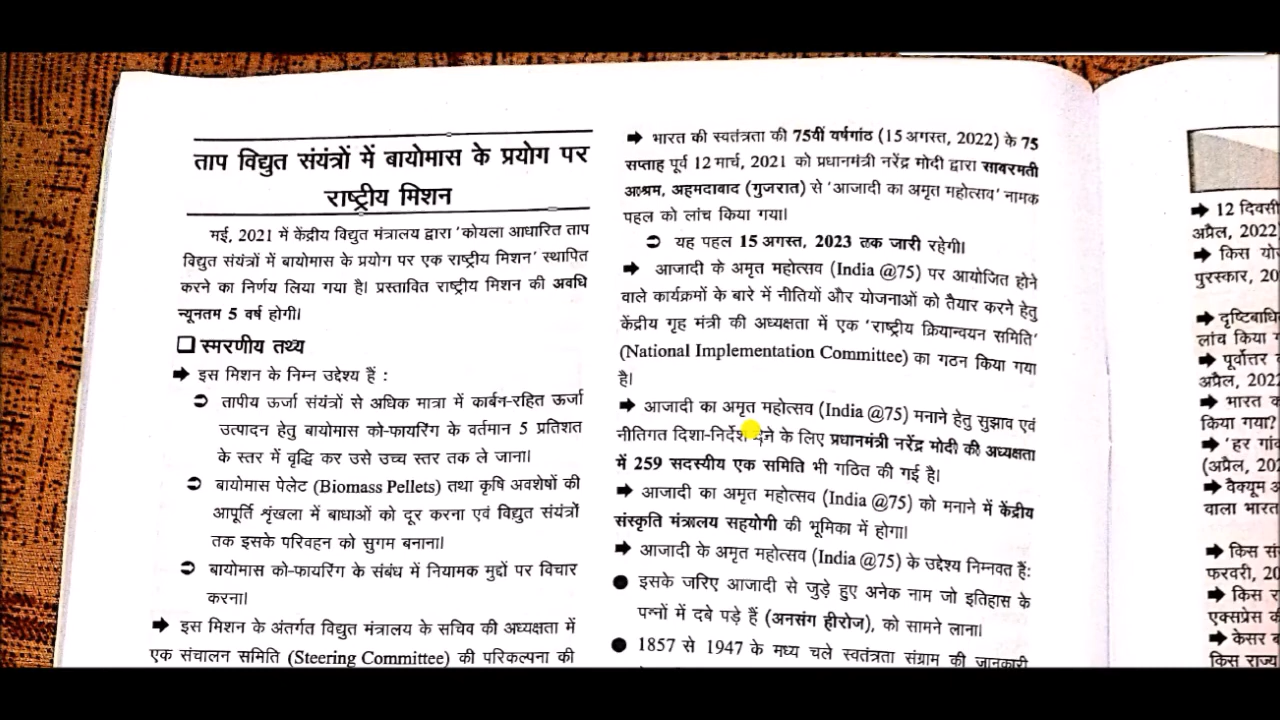 ताप विद्युत संयंत्रों में बायोमास के प्रयोग पर
राष्ट्रीय मिशन
मई, 2021 में केंद्रीय विद्युत मंत्रालय द्वारा ‘कोयला आधारित ताप
विद्युत संयंत्रों में बायोमास के प्रयोग पर एक राष्ट्रीय मिशन’ स्थापित
करने का निर्णय लिया गया है। प्रस्तावित राष्ट्रीय मिशन की अवधि
न्यूनतम 5 वर्ष होगी।
स्मरणीय तथ्य
➡ इस मिशन के निम्न उद्देश्य हैं :
➲ तापीय ऊर्जा संयंत्रों से अधिक मात्रा में कार्बन-रहित ऊर्जा
उत्पादन हेतु बायोमास को-फायरिंग के वर्तमान 5 प्रतिशत
के स्तर में वृद्धि कर उसे उच्च स्तर तक ले जाना।
➲ बायोमास पेलेट (Biomass Pellets) तथा कृषि अवशेषों की
आपूर्ति शृंखला में बाधाओं को दूर करना एवं विद्युत संयंत्रों
तक इसके परिवहन को सुगम बनाना।
➲ बायोमास को-फायरिंग के संबंध में नियामक मुद्दों पर विचार
करना।
➡ इस मिशन के अंतर्गत विद्युत मंत्रालय के सचिव की अध्यक्षता में
एक संचालन समिति (Steering Committee) की परिकल्पना की
➡ भारत की स्वतंत्रता की 75वीं वर्षगांठ (15 अगस्त, 2022) के 75
सप्ताह पूर्व 12 मार्च, 2021 को प्रधानमंत्री नरेंद्र मोदी द्वारा साबरमती
आश्रम, अहमदाबाद (गुजरात) से ‘आजादी का अमृत महोत्सव’ नामक
पहल को लांच किया गया।
➲ यह पहल 15 अगस्त, 2023 तक जारी रहेगी।
➡ आजादी के अमृत महोत्सव (India @75) पर आयोजित होने
वाले कार्यक्रमों के बारे में नीतियों और योजनाओं को तैयार करने हेतु
केंद्रीय गृह मंत्री की अध्यक्षता में एक ‘राष्ट्रीय क्रियान्वयन समिति’
(National Implementation Committee) का गठन किया गया
है।
➡ आजादी का अमृत महोत्सव (India @75) मनाने हेतु सुझाव एवं
नीतिगत दिशा-निर्देश देने के लिए प्रधानमंत्री नरेंद्र मोदी की अध्यक्षता
में 259 सदस्यीय एक समिति भी गठित की गई है।
➡ आजादी का अमृत महोत्सव (India @75) को मनाने में केंद्रीय
संस्कृति मंत्रालय सहयोगी की भूमिका में होगा।
➡ आजादी के अमृत महोत्सव (India @75) के उद्देश्य निम्नवत हैं:
● इसके जरिए आजादी से जुड़े हुए अनेक नाम जो इतिहास के
पन्नों में दबे पड़े हैं (अनसंग हीरोज), को सामने लाना।
● 1857 से 1947 के मध्य चले स्वतंत्रता संग्राम की जानकारी
➡ 12 दिवसी
अप्रैल, 2022
➡ किस यो
पुरस्कार, 20
➡ दृष्टिबाधि
लांच किया
➡ पूर्वोत्तर
अप्रैल, 202
➡ भारत
किया गया?
➡ ‘हर गां
(अप्रैल, 202
➡ वैक्यूम
वाला भारत
➡ किस सं
फरवरी, 20
➡ किस
एक्सप्रेस
➡ केसर
किस राज्य